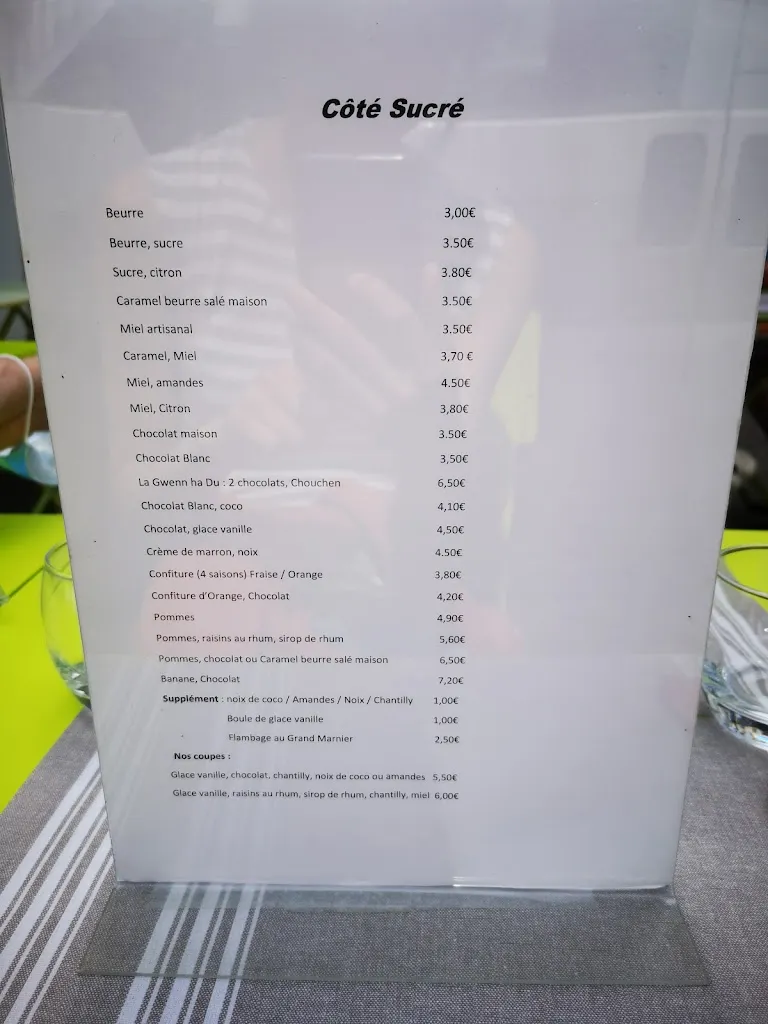 Côté Sucré
Beurre 3,00€
Beurre, sucre 3.50€
Sucre, citron 3.80€
Caramel beurre salé maison 3.50€
Miel artisanal 3.50€
Caramel, Miel 3,70 €
Miel, amandes 4.50€
Miel, Citron 3,80€
Chocolat maison 3.50€
Chocolat Blanc 3,50€
La Gwenn ha Du : 2 chocolats, Chouchen 6,50€
Chocolat Blanc, coco 4,10€
Chocolat, glace vanille 4,50€
Crème de marron, noix 4.50€
Confiture (4 saisons) Fraise / Orange 3,80€
Confiture d'Orange, Chocolat 4,20€
Pommes 4,90€
Pommes, raisins au rhum, sirop de rhum 5,60€
Pommes, chocolat ou Caramel beurre salé maison 6,50€
Banane, Chocolat 7,20€
Supplément : noix de coco / Amandes / Noix / Chantilly 1,00€
Boule de glace vanille 1,00€
Flambage au Grand Marnier 2,50€
Nos coupes :
Glace vanille, chocolat, chantilly, noix de coco ou amandes 5,50€
Glace vanille, raisins au rhum, sirop de rhum, chantilly, miel 6,00€